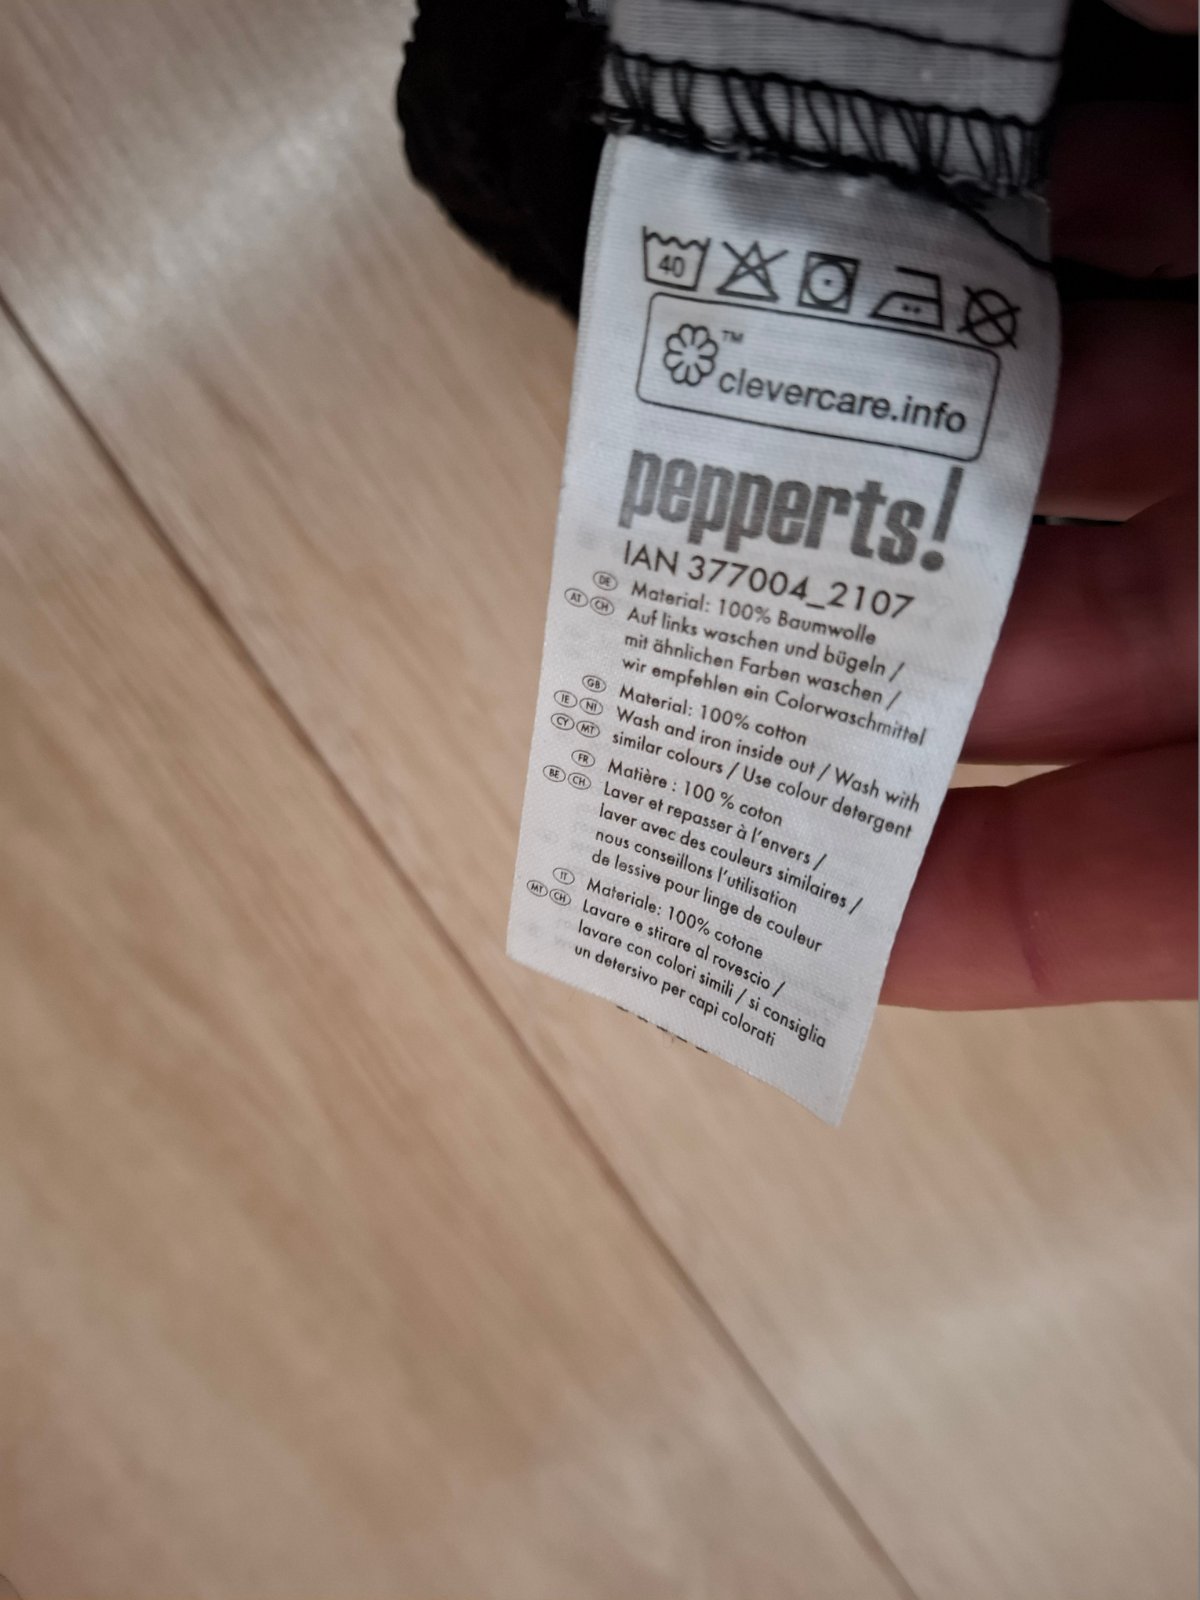 40
™
clevercare.info
pepperts!
IAN 377004_2107
DE Material: 100% Baumwolle
AT CH Auf links waschen und bügeln /
mit ähnlichen Farben waschen /
wir empfehlen ein Colorwaschmittel
GB Material: 100% cotton
IE NI Wash and iron inside out / Wash with
CY MT similar colours / Use colour detergent
FR Matière : 100 % coton
BE CH Laver et repasser à l'envers /
laver avec des couleurs similaires /
nous conseillons l'utilisation
de lessive pour linge de couleur
IT Materiale: 100% cotone
MT CH Lavare e stirare al rovescio /
lavare con colori simili / si consiglia
un detersivo per capi colorati